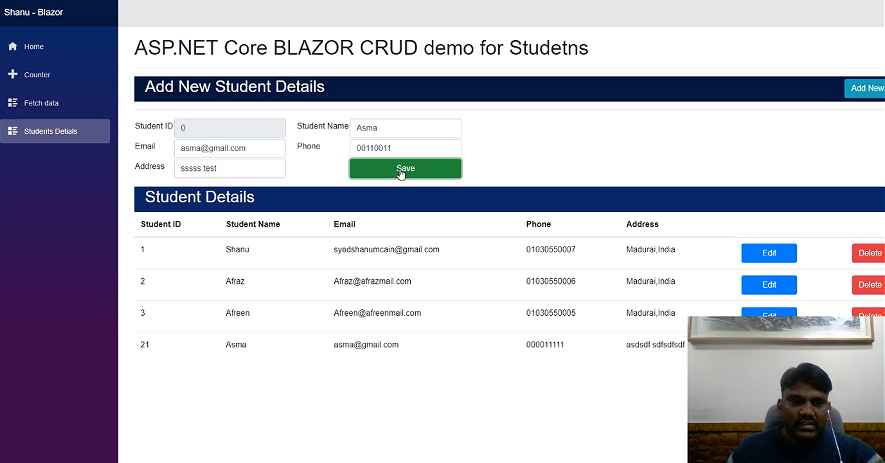 Shanu - Blazor
Home
Counter
Fetch data
Students Detials
ASP.NET Core BLAZOR CRUD demo for Studetns
Add New Student Details
Add New
Student ID 0 Student Name Asma
Email asma@gmail.com Phone 00110011
Address sssss test Save
Student Details
Student ID Student Name Email Phone Address
1 Shanu syedshanumcain@gmail.com 01030550007 Madurai,India Edit Delete
2 Afraz Afraz@afrazmail.com 01030550006 Madurai,India Edit Delete
3 Afreen Afreen@afreenmail.com 01030550005 Madurai,India Edit Delete
21 Asma asma@gmail.com 000011111 asdsdf sdfsdfsdf